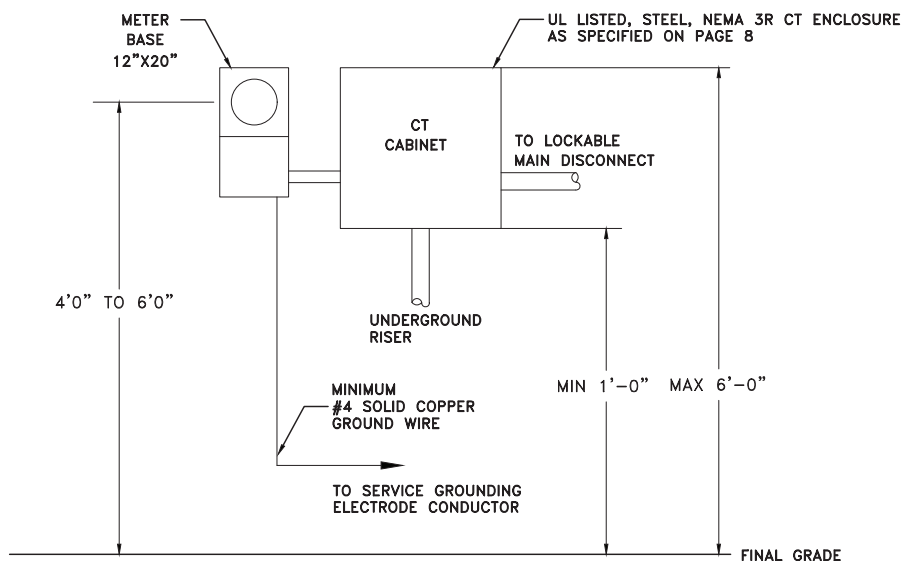 METER
BASE
12"X20"
UL LISTED, STEEL, NEMA 3R CT ENCLOSURE
AS SPECIFIED ON PAGE 8
CT
CABINET
TO LOCKABLE
MAIN DISCONNECT
4'0" TO 6'0"
UNDERGROUND
RISER
MINIMUM
#4 SOLID COPPER
GROUND WIRE
MIN 1'-0"
MAX 6'-0"
TO SERVICE GROUNDING
ELECTRODE CONDUCTOR
FINAL GRADE